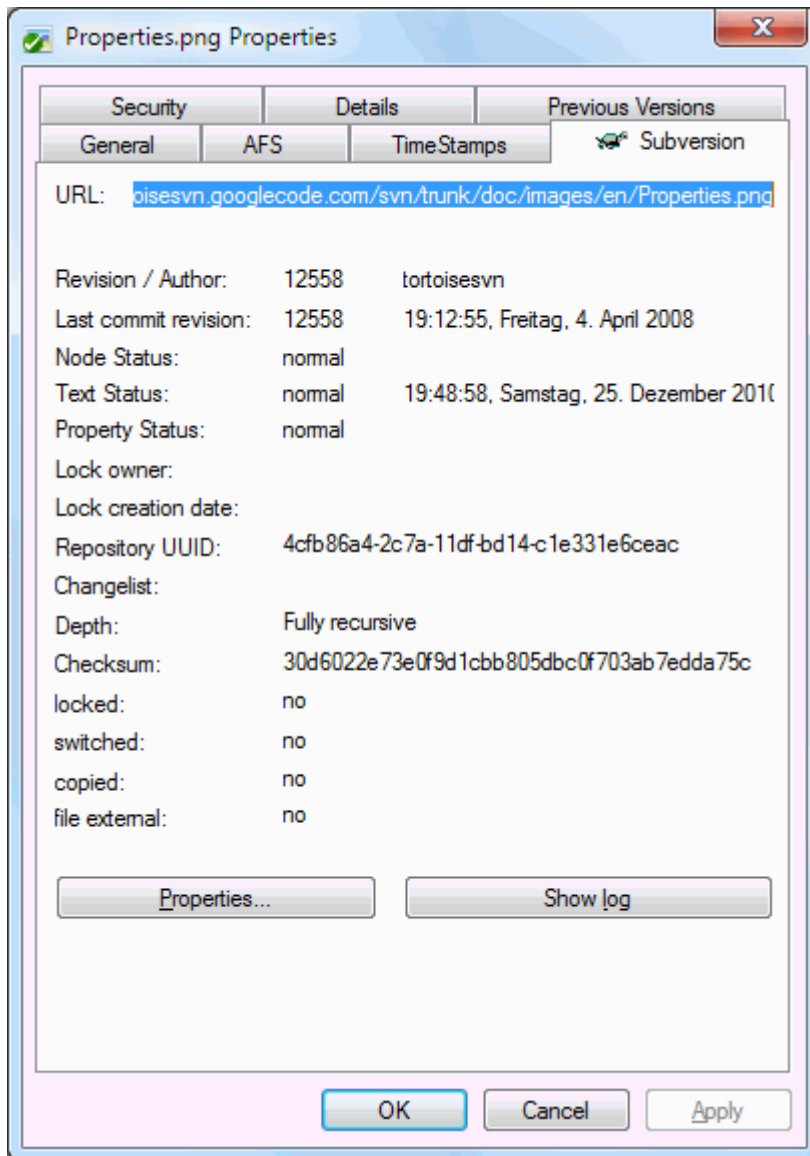 Properties.png Properties
Security Details Previous Versions
General AFS TimeStamps Subversion
URL: oisesvn.googlecode.com/svn/trunk/doc/images/en/Properties.png
Revision / Author: 12558 tortoisesvn
Last commit revision: 12558 19:12:55, Freitag, 4. April 2008
Node Status: normal
Text Status: normal 19:48:58, Samstag, 25. Dezember 2010
Property Status: normal
Lock owner:
Lock creation date:
Repository UUID: 4cfb86a4-2c7a-11df-bd14-c1e331e6ceac
Changelist:
Depth: Fully recursive
Checksum: 30d6022e73e0f9d1cbb805dbc0f703ab7edda75c
locked: no
switched: no
copied: no
file external: no
Properties... Show log
OK Cancel Apply